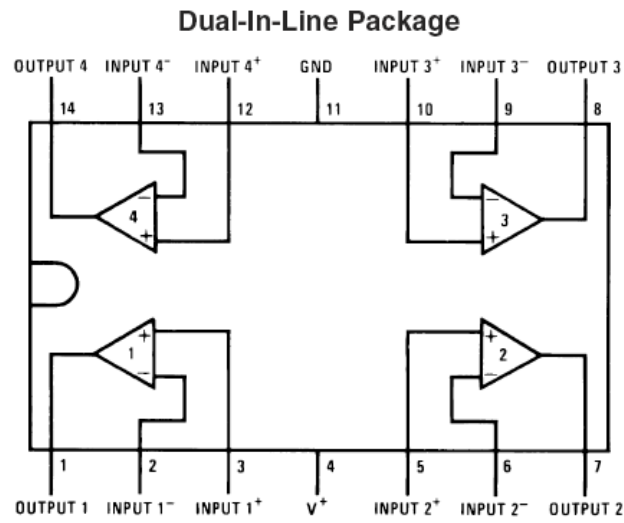 Dual-In-Line Package
OUTPUT 4 INPUT 4⁻ INPUT 4⁺ GND INPUT 3⁺ INPUT 3⁻ OUTPUT 3
14 13 12 11 10 9 8
− −
4 3
+ +
+ +
1 2
− −
1 2 3 4 5 6 7
OUTPUT 1 INPUT 1⁻ INPUT 1⁺ V⁺ INPUT 2⁺ INPUT 2⁻ OUTPUT 2